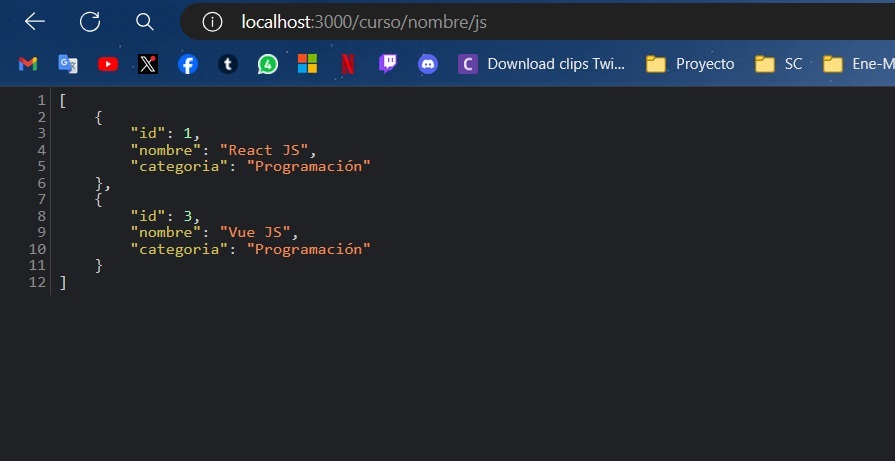 localhost:3000/curso/nombre/js
Download clips Twi... Proyecto SC Ene-M
1 [
2 {
3 "id": 1,
4 "nombre": "React JS",
5 "categoria": "Programación"
6 },
7 {
8 "id": 3,
9 "nombre": "Vue JS",
10 "categoria": "Programación"
11 }
12 ]